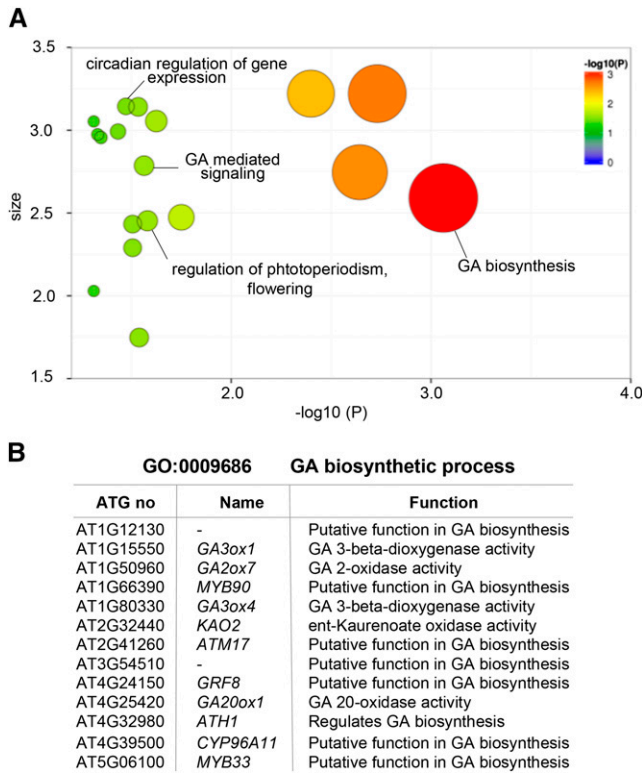 A
3.5
3.0
2.5
2.0
1.5
size
2.0
3.0
4.0
-log10 (P)
circadian regulation of gene
expression
GA mediated
signaling
regulation of phtotoperiodism,
flowering
GA biosynthesis
-log10(P)
3
2
1
0
B
GO:0009686 GA biosynthetic process
ATG no Name Function
AT1G12130 - Putative function in GA biosynthesis
AT1G15550 GA3ox1 GA 3-beta-dioxygenase activity
AT1G50960 GA2ox7 GA 2-oxidase activity
AT1G66390 MYB90 Putative function in GA biosynthesis
AT1G80330 GA3ox4 GA 3-beta-dioxygenase activity
AT2G32440 KAO2 ent-Kaurenoate oxidase activity
AT2G41260 ATM17 Putative function in GA biosynthesis
AT3G54510 - Putative function in GA biosynthesis
AT4G24150 GRF8 Putative function in GA biosynthesis
AT4G25420 GA20ox1 GA 20-oxidase activity
AT4G32980 ATH1 Regulates GA biosynthesis
AT4G39500 CYP96A11 Putative function in GA biosynthesis
AT5G06100 MYB33 Putative function in GA biosynthesis